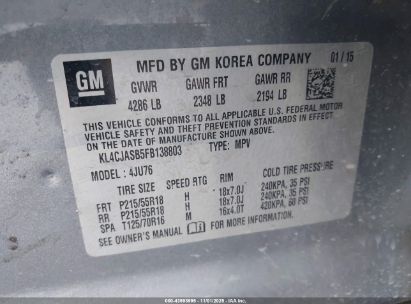 GM
MFD BY GM KOREA COMPANY 01/15
GVWR GAWR FRT GAWR RR
4286 LB 2348 LB 2194 LB
THIS VEHICLE CONFORMS TO ALL APPLICABLE U.S. FEDERAL MOTOR
VEHICLE SAFETY, BUMPER, AND THEFT PREVENTION STANDARDS IN EFFECT ON THE
DATE OF MANUFACTURE SHOWN ABOVE.
KL4CJASB5FB138803 TYPE: MPV
MODEL: 4JU76
TIRE SIZE SPEED RTG RIM COLD TIRE PRESSURE
FRT P215/55R18 H 18x7.0J 240KPA, 35 PSI
RR P215/55R18 H 18x7.0J 240KPA, 35 PSI
SPA T125/70R16 M 16x4.0T 420KPA, 60 PSI
SEE OWNER'S MANUAL FOR MORE INFORMATION.